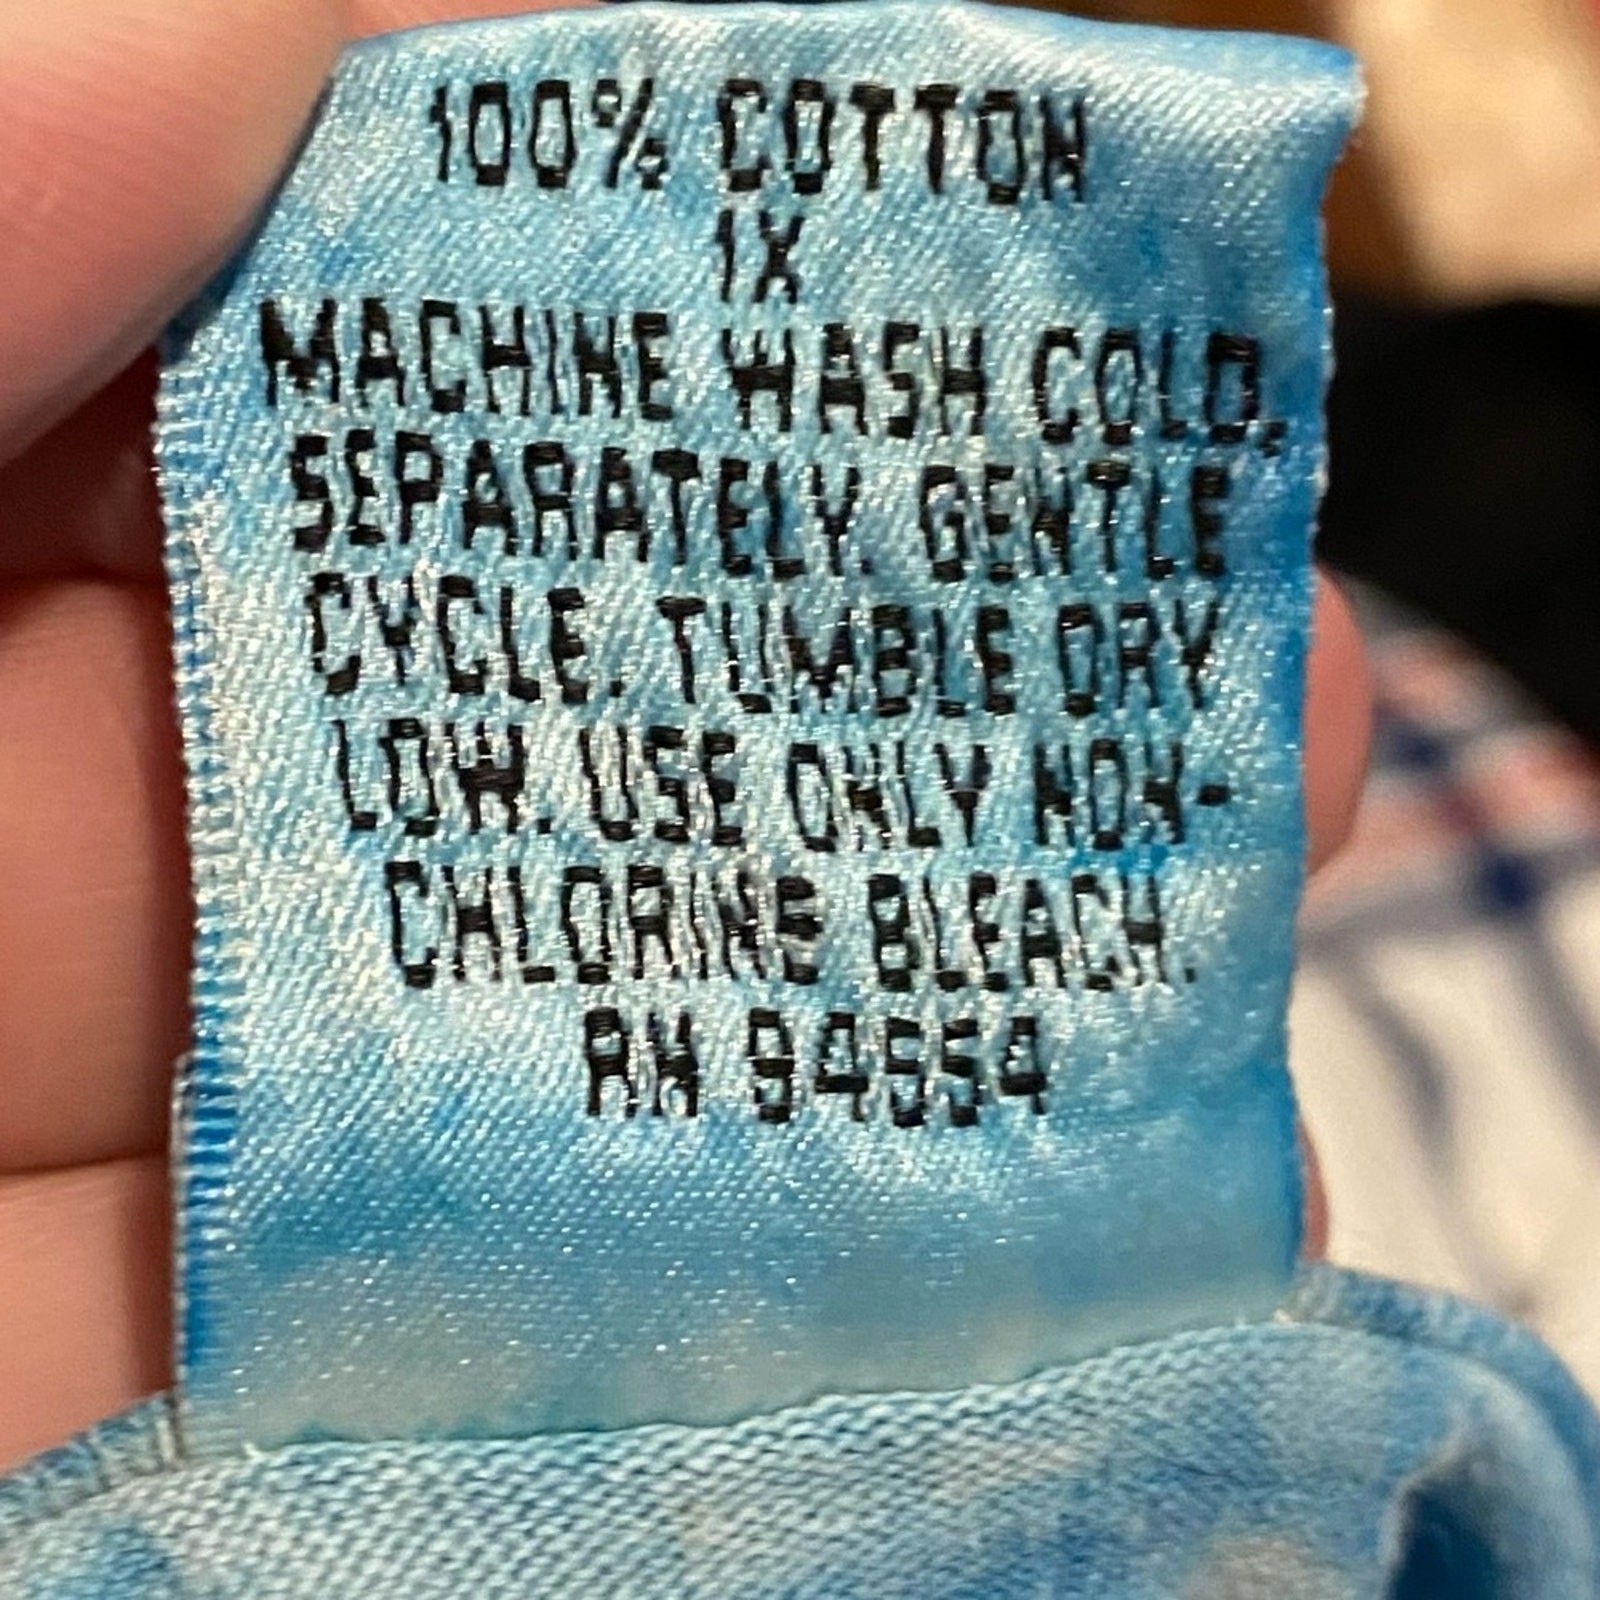 100% COTTON
1X
MACHINE WASH COLD,
SEPARATELY. GENTLE
CYCLE. TUMBLE DRY
LOW. USE ONLY NON-
CHLORINE BLEACH.
RN 94554